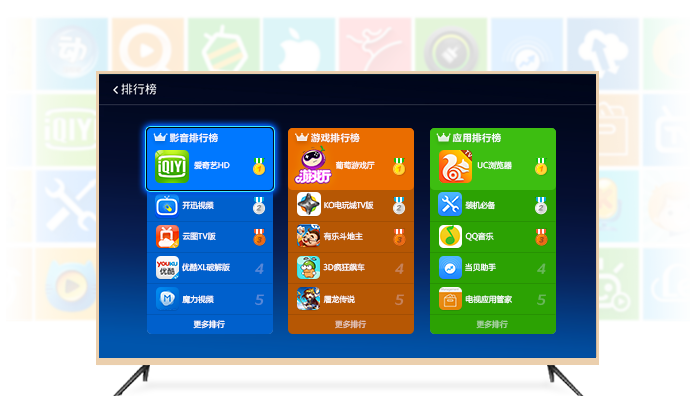 动
iQIYI
排行榜
影音排行榜
iQIYI
爱奇艺HD
1
开迅视频
2
云图TV版
3
YOUKU
优酷
优酷XL破解版
4
魔力视频
5
更多排行
游戏排行榜
游戏厅
葡萄游戏厅
1
KO电玩城TV版
2
有乐斗地主
3
3D疯狂飙车
4
屠龙传说
5
更多排行
应用排行榜
TV
UC浏览器
1
装机必备
2
QQ音乐
3
当贝助手
4
电视应用管家
5
更多排行